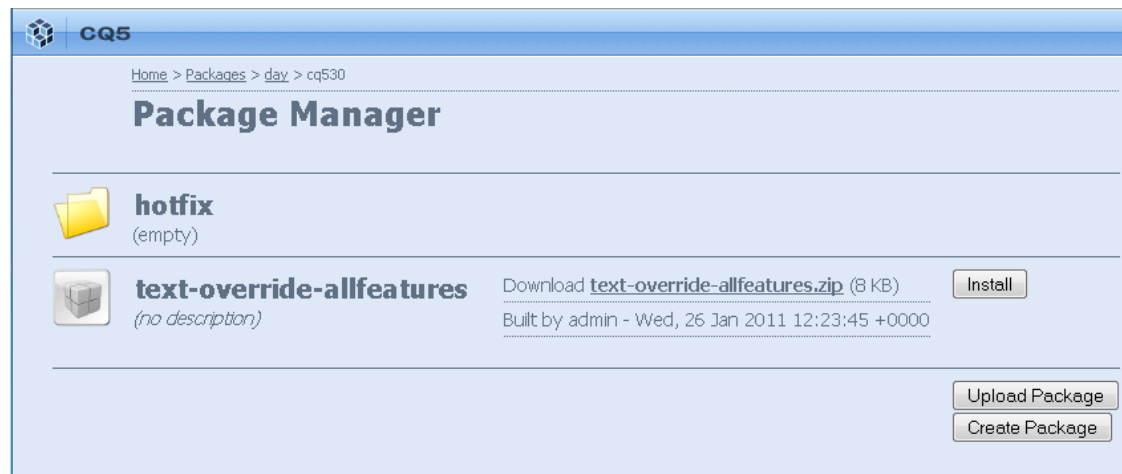 CQ5
Home > Packages > day > cq530
Package Manager
hotfix
(empty)
text-override-allfeatures
(no description)
Download text-override-allfeatures.zip (8 KB)
Built by admin - Wed, 26 Jan 2011 12:23:45 +0000
Install
Upload Package
Create Package